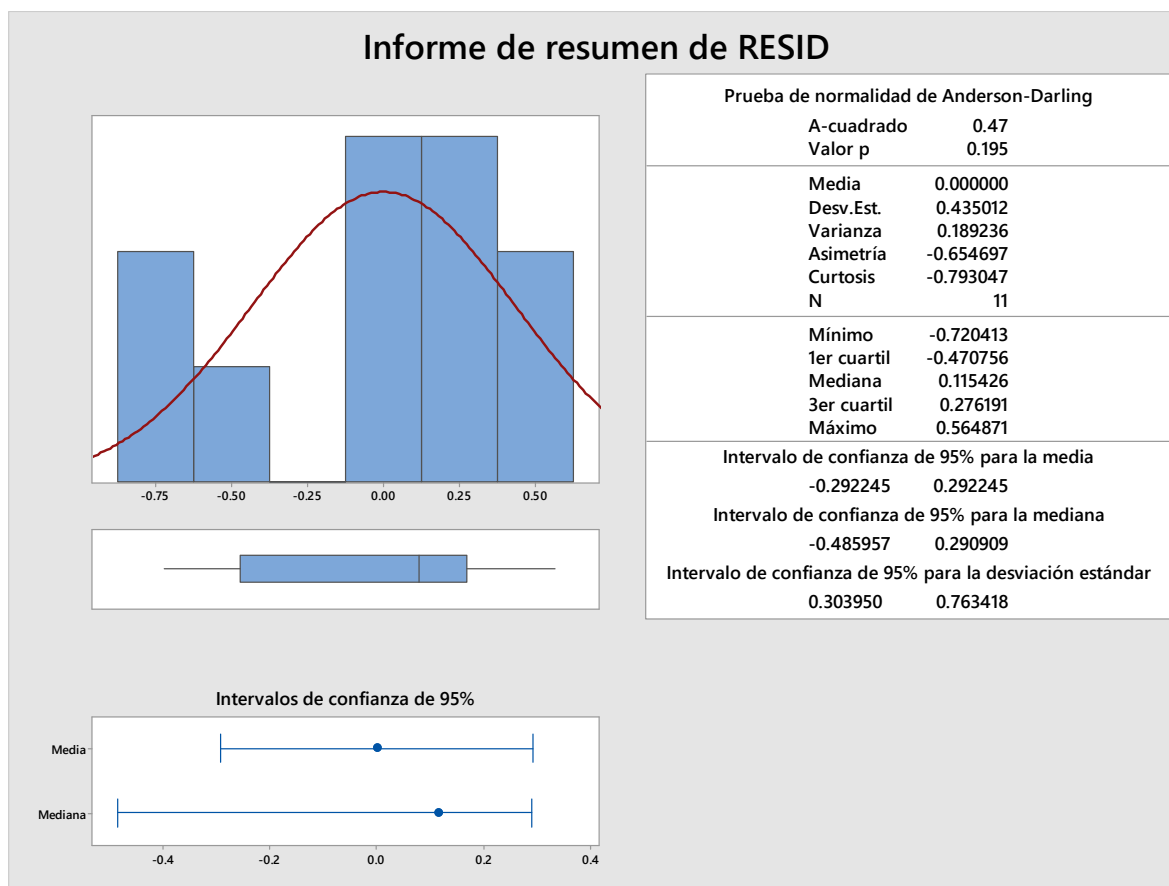 Informe de resumen de RESID
-0.75 -0.50 -0.25 0.00 0.25 0.50
Intervalos de confianza de 95%
Media
Mediana
-0.4 -0.2 0.0 0.2 0.4
Prueba de normalidad de Anderson-Darling
A-cuadrado 0.47
Valor p 0.195
Media 0.000000
Desv.Est. 0.435012
Varianza 0.189236
Asimetría -0.654697
Curtosis -0.793047
N 11
Mínimo -0.720413
1er cuartil -0.470756
Mediana 0.115426
3er cuartil 0.276191
Máximo 0.564871
Intervalo de confianza de 95% para la media
-0.292245 0.292245
Intervalo de confianza de 95% para la mediana
-0.485957 0.290909
Intervalo de confianza de 95% para la desviación estándar
0.303950 0.763418